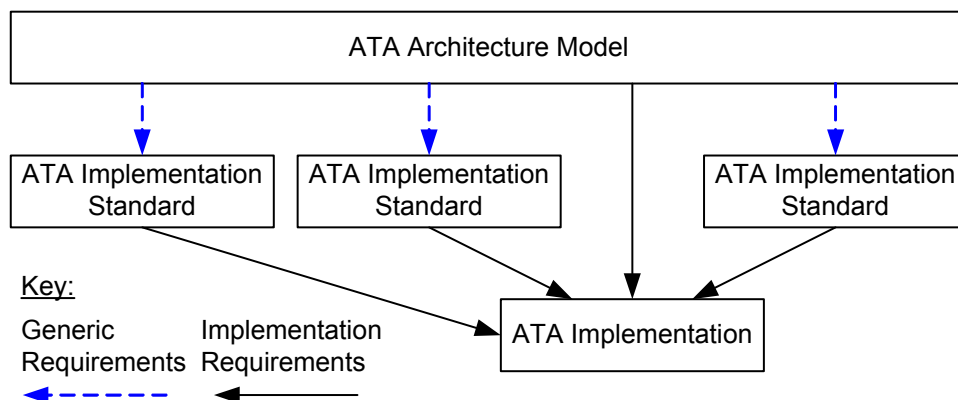 ATA Architecture Model
ATA Implementation
Standard
ATA Implementation
Standard
ATA Implementation
Standard
Key:
Generic
Requirements
Implementation
Requirements
ATA Implementation